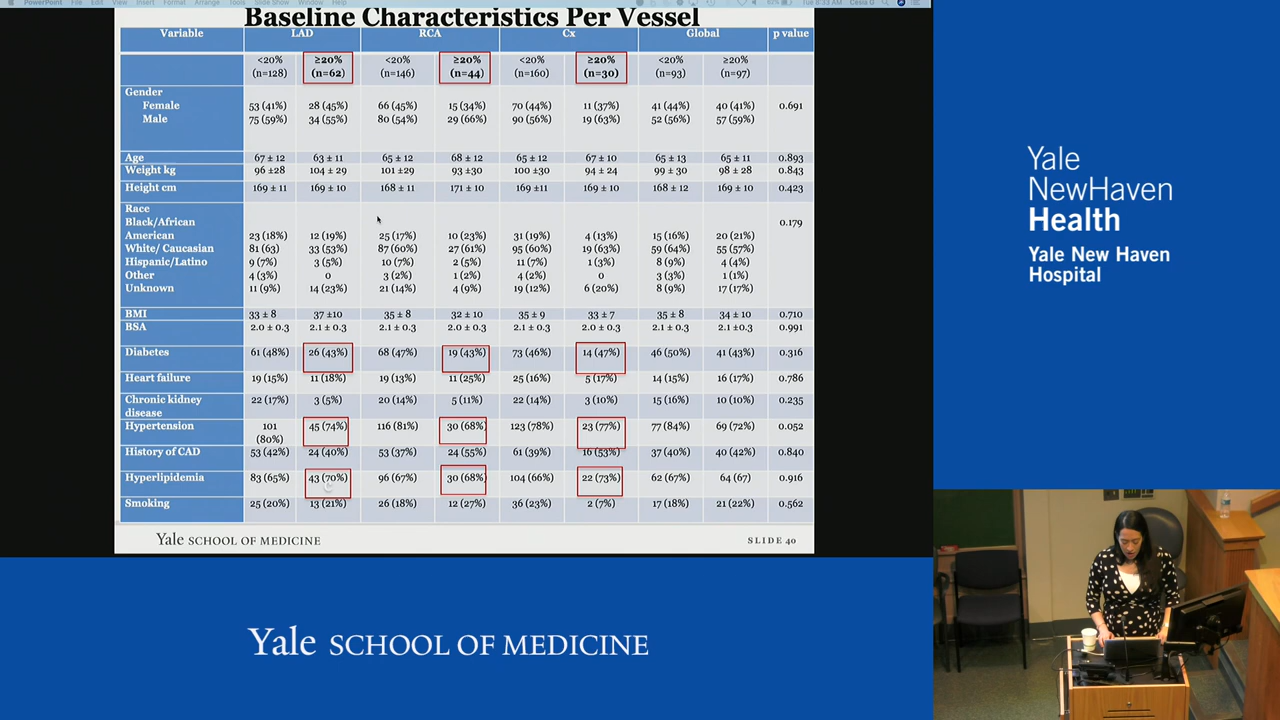 PowerPoint File Edit View Insert Format Arrange Tools Slide Show Window Help
Tue 8:33 AM Cesia G
Baseline Characteristics Per Vessel
Variable LAD RCA Cx Global p value
<20% (n=128) ≥20% (n=62) <20% (n=146) ≥20% (n=44) <20% (n=160) ≥20% (n=30) <20% (n=93) ≥20% (n=97)
Gender
Female 53 (41%) 28 (45%) 66 (45%) 15 (34%) 70 (44%) 11 (37%) 41 (44%) 40 (41%) 0.691
Male 75 (59%) 34 (55%) 80 (54%) 29 (66%) 90 (56%) 19 (63%) 52 (56%) 57 (59%)
Age 67 ± 12 63 ± 11 65 ± 12 68 ± 12 65 ± 12 67 ± 10 65 ± 13 65 ± 11 0.893
Weight kg 96 ±28 104 ±29 101 ±29 93 ±30 100 ±30 94 ± 24 99 ± 30 98 ± 28 0.843
Height cm 169 ± 11 169 ± 10 168 ± 11 171 ± 10 169 ±11 169 ± 10 168 ± 12 169 ± 10 0.423
Race
Black/African 0.179
American 23 (18%) 12 (19%) 25 (17%) 10 (23%) 31 (19%) 4 (13%) 15 (16%) 20 (21%)
White/ Caucasian 81 (63) 33 (53%) 87 (60%) 27 (61%) 95 (60%) 19 (63%) 59 (64%) 55 (57%)
Hispanic/Latino 9 (7%) 3 (5%) 10 (7%) 2 (5%) 11 (7%) 1 (3%) 8 (9%) 4 (4%)
Other 4 (3%) 0 3 (2%) 1 (2%) 4 (2%) 0 3 (3%) 1 (1%)
Unknown 11 (9%) 14 (23%) 21 (14%) 4 (9%) 19 (12%) 6 (20%) 8 (9%) 17 (17%)
BMI 33 ± 8 37 ±10 35 ± 8 32 ± 10 35 ± 9 33 ± 7 35 ± 8 34 ± 10 0.710
BSA 2.0 ± 0.3 2.1 ± 0.3 2.1 ± 0.3 2.0 ± 0.3 2.1 ± 0.3 2.0 ± 0.3 2.1 ± 0.3 2.1 ±0.3 0.991
Diabetes 61 (48%) 26 (43%) 68 (47%) 19 (43%) 73 (46%) 14 (47%) 46 (50%) 41 (43%) 0.316
Heart failure 19 (15%) 11 (18%) 19 (13%) 11 (25%) 25 (16%) 5 (17%) 14 (15%) 16 (17%) 0.786
Chronic kidney disease 22 (17%) 3 (5%) 20 (14%) 5 (11%) 22 (14%) 3 (10%) 15 (16%) 10 (10%) 0.235
Hypertension 101 (80%) 45 (74%) 116 (81%) 30 (68%) 123 (78%) 23 (77%) 77 (84%) 69 (72%) 0.052
History of CAD 53 (42%) 24 (40%) 53 (37%) 24 (55%) 61 (39%) 16 (53%) 37 (40%) 40 (42%) 0.840
Hyperlipidemia 83 (65%) 43 (70%) 96 (67%) 30 (68%) 104 (66%) 22 (73%) 62 (67%) 64 (67) 0.916
Smoking 25 (20%) 13 (21%) 26 (18%) 12 (27%) 36 (23%) 2 (7%) 17 (18%) 21 (22%) 0.562
Yale SCHOOL OF MEDICINE SLIDE 40
Yale
NewHaven
Health
Yale New Haven
Hospital
Yale SCHOOL OF MEDICINE